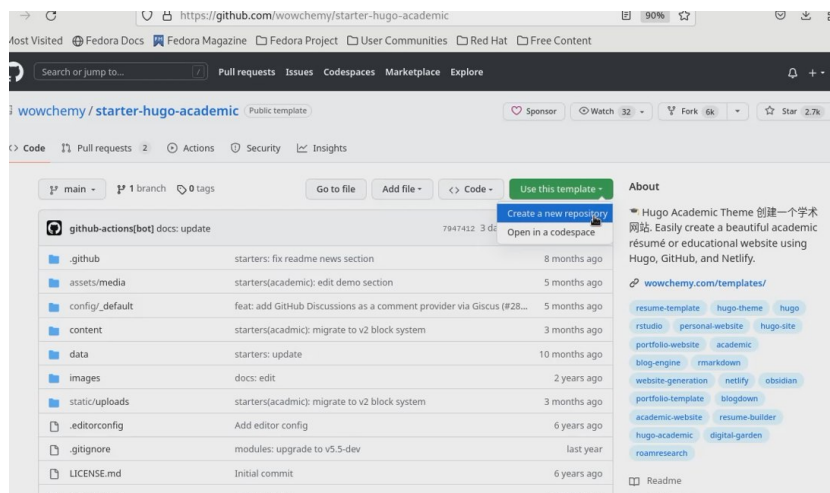 https://github.com/wowchemy/starter-hugo-academic 90%
Most Visited Fedora Docs Fedora Magazine Fedora Project User Communities Red Hat Free Content
Search or jump to... / Pull requests Issues Codespaces Marketplace Explore
wowchemy / starter-hugo-academic Public template Sponsor Watch 32 Fork 6k Star 2.7k
<> Code Pull requests 2 Actions Security Insights
main 1 branch 0 tags Go to file Add file <> Code Use this template
Create a new repository
Open in a codespace
github-actions[bot] docs: update 7947412 3 da
.github starters: fix readme news section 8 months ago
assets/media starters(academic): edit demo section 5 months ago
config/_default feat: add GitHub Discussions as a comment provider via Giscus (#28... 5 months ago
content starters(acadmic): migrate to v2 block system 3 months ago
data starters: update 10 months ago
images docs: edit 2 years ago
static/uploads starters(acadmic): migrate to v2 block system 3 months ago
.editorconfig Add editor config 6 years ago
.gitignore modules: upgrade to v5.5-dev last year
LICENSE.md Initial commit 6 years ago
About
🎓 Hugo Academic Theme 创建一个学术
网站. Easily create a beautiful academic
résumé or educational website using
Hugo, GitHub, and Netlify.
wowchemy.com/templates/
resume-template hugo-theme hugo
rstudio personal-website hugo-site
portfolio-website academic
blog-engine rmarkdown
website-generation netlify obsidian
portfolio-template blogdown
academic-website resume-builder
hugo-academic digital-garden
roamresearch
Readme